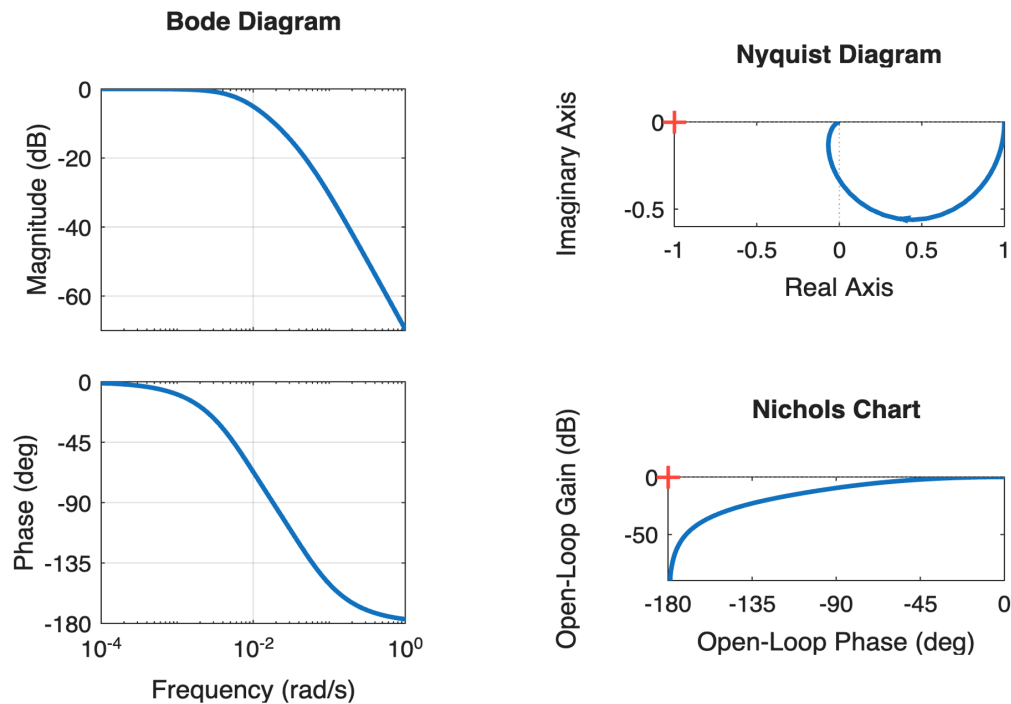 Bode Diagram
0
-20
-40
-60
Magnitude (dB)
0
-45
-90
-135
-180
Phase (deg)
10-4
10-2
100
Frequency (rad/s)
Nyquist Diagram
0
-0.5
Imaginary Axis
-1
-0.5
0
0.5
1
Real Axis
Nichols Chart
0
-50
Open-Loop Gain (dB)
-180
-135
-90
-45
0
Open-Loop Phase (deg)